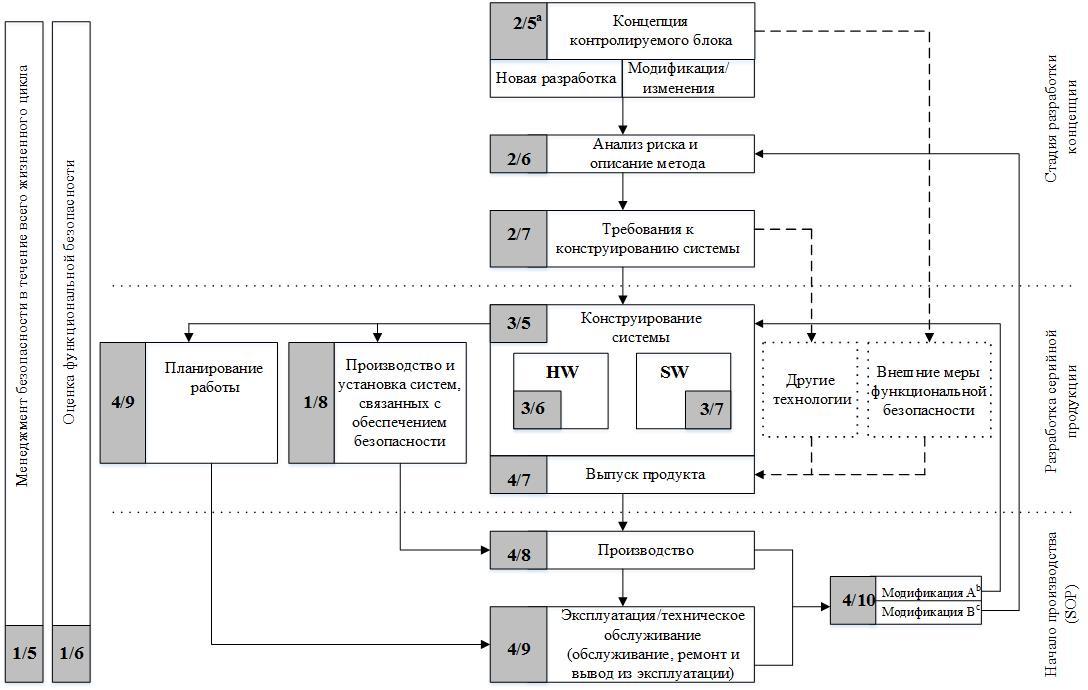 2/5ᵃ
Концепция
контролируемого блока
Новая разработка
Модификация/
изменения
2/6
Анализ риска и
описание метода
2/7
Требования к
конструированию системы
Стадия разработки
концепции
Менеджмент безопасности в течение всего жизненного цикла
1/5
Оценка функциональной безопасности
1/6
3/5
Конструирование
системы
HW
3/6
SW
3/7
4/9
Планирование
работы
1/8
Производство и
установка систем,
связанных с
обеспечением
безопасности
Другие
технологии
Внешние меры
функциональной
безопасности
4/7
Выпуск продукта
Разработка серийной
продукции
4/8
Производство
4/9
Эксплуатация/техническое
обслуживание
(обслуживание, ремонт и
вывод из эксплуатации)
4/10
Модификация Aᵇ
Модификация Bᶜ
Начало производства
(SOP)